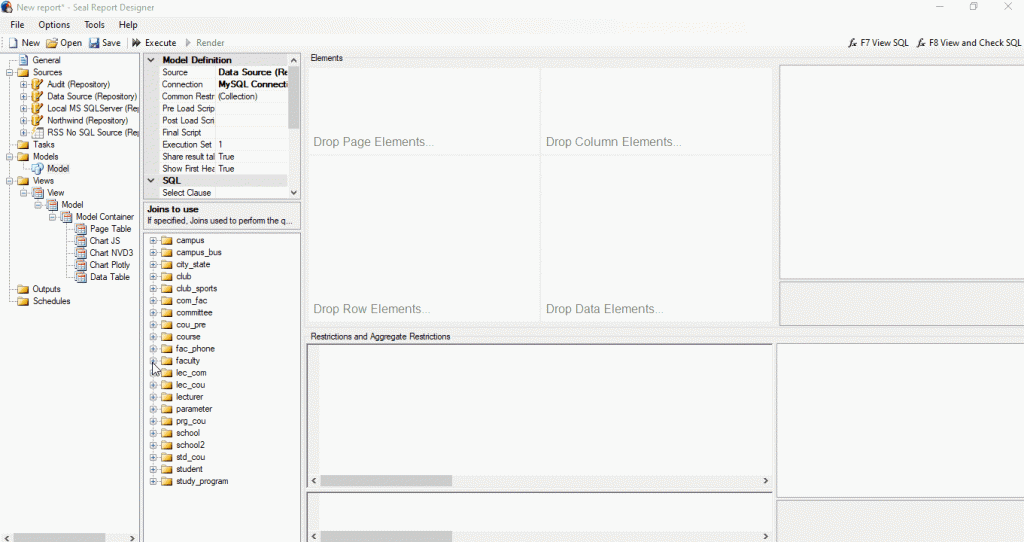 New report* - Seal Report Designer
File Options Tools Help
New Open Save Execute Render F7 View SQL F8 View and Check SQL
General
Sources
Audit (Repository)
Data Source (Repository)
Local MS SQLServer (Rep
Northwind (Repository)
RSS No SQL Source (Rep
Tasks
Models
Model
Views
View
Model
Model Container
Page Table
Chart JS
Chart NVD3
Chart Plotly
Data Table
Outputs
Schedules
Model Definition
Source Data Source (Re
Connection MySQL Connecti
Common Restr (Collection)
Pre Load Scrip
Post Load Scri
Final Script
Execution Set 1
Share result tal True
Show First Hea True
SQL
Select Clause
Joins to use
If specified, Joins used to perform the q...
campus
campus_bus
city_state
club
club_sports
com_fac
committee
cou_pre
course
fac_phone
faculty
lec_com
lec_cou
lecturer
parameter
prg_cou
school
school2
std_cou
student
study_program
Elements
Drop Page Elements...
Drop Column Elements...
Drop Row Elements...
Drop Data Elements...
Restrictions and Aggregate Restrictions